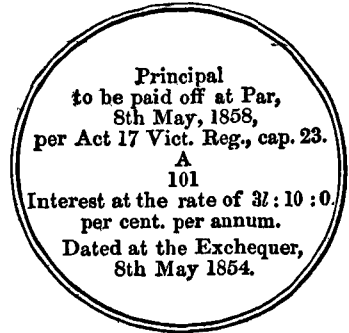 Principal
to be paid off at Par,
8th May, 1858,
per Act 17 Vict. Reg., cap. 23.
A
101
Interest at the rate of 3l : 10 : 0.
per cent. per annum.
Dated at the Exchequer,
8th May 1854.